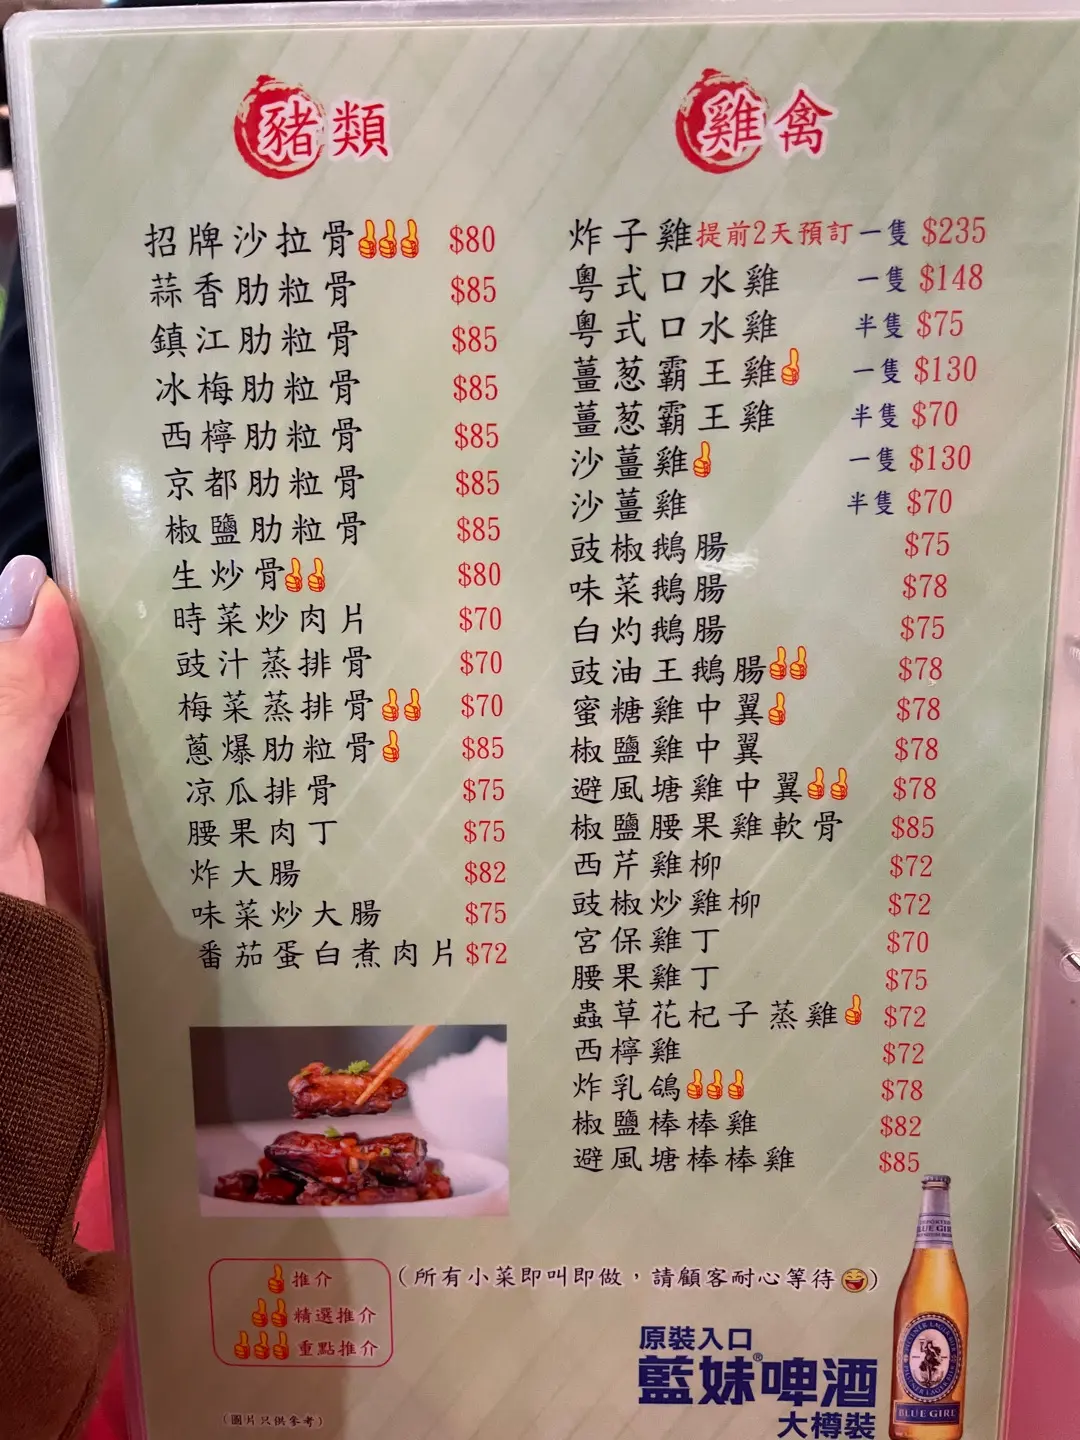 豬類
招牌沙拉骨 $80
蒜香肋粒骨 $85
鎮江肋粒骨 $85
冰梅肋粒骨 $85
西檸肋粒骨 $85
京都肋粒骨 $85
椒鹽肋粒骨 $85
生炒骨 $80
時菜炒肉片 $70
豉汁蒸排骨 $70
梅菜蒸排骨 $70
蔥爆肋粒骨 $85
凉瓜排骨 $75
腰果肉丁 $75
炸大腸 $82
味菜炒大腸 $75
番茄蛋白煮肉片 $72
雞禽
炸子雞提前2天預訂 一隻 $235
粵式口水雞 一隻 $148
粵式口水雞 半隻 $75
薑葱霸王雞 一隻 $130
薑葱霸王雞 半隻 $70
沙薑雞 一隻 $130
沙薑雞 半隻 $70
豉椒鵝腸 $75
味菜鵝腸 $78
白灼鵝腸 $75
豉油王鵝腸 $78
蜜糖雞中翼 $78
椒鹽雞中翼 $78
避風塘雞中翼 $78
椒鹽腰果雞軟骨 $85
西芹雞柳 $72
豉椒炒雞柳 $72
宮保雞丁 $70
腰果雞丁 $75
蟲草花杞子蒸雞 $72
西檸雞 $72
炸乳鴿 $78
椒鹽棒棒雞 $82
避風塘棒棒雞 $85
推介
精選推介
重點推介
(所有小菜即叫即做，請顧客耐心等待😄)
原裝入口
藍妹®啤酒
大樽裝
BLUE GIRL
(圖片只供參考)